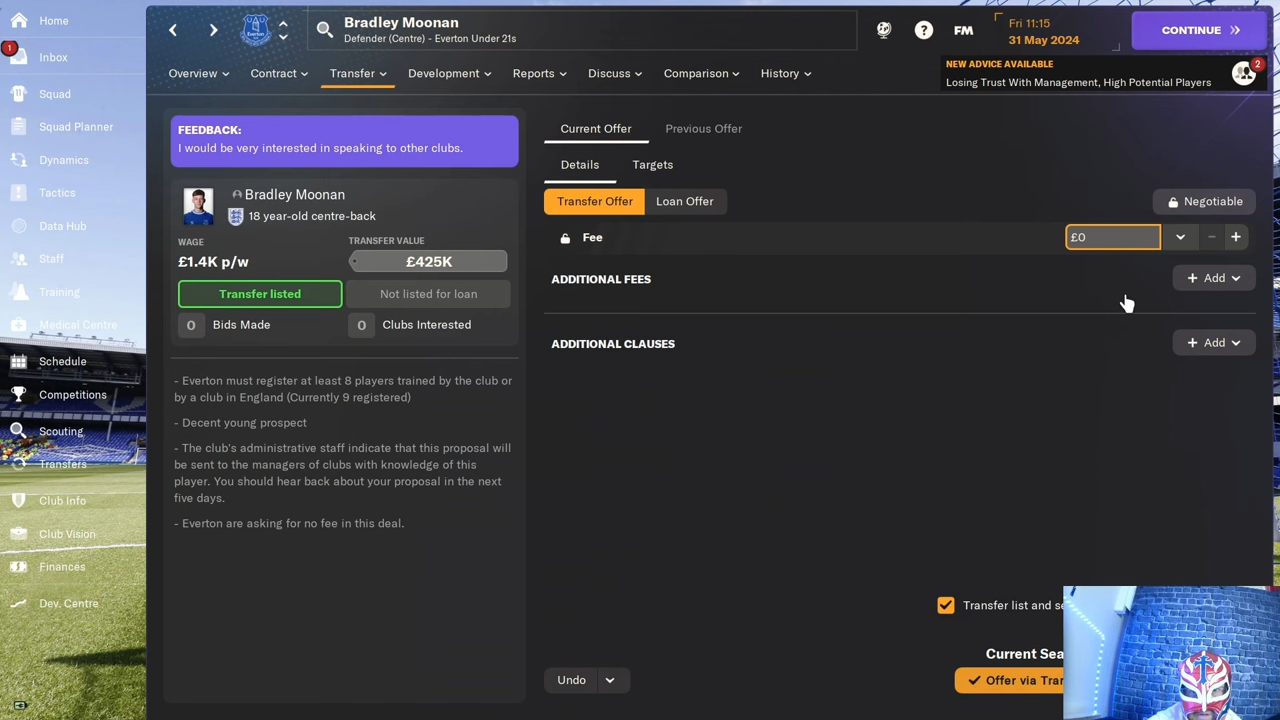 Home
1
Inbox
Squad
Squad Planner
Dynamics
Tactics
Data Hub
Staff
Training
Medical Centre
Schedule
Competitions
Scouting
Transfers
Club Info
Club Vision
Finances
Dev. Centre
Everton
Bradley Moonan
Defender (Centre) - Everton Under 21s
?
FM
Fri 11:15
31 May 2024
CONTINUE
Overview
Contract
Transfer
Development
Reports
Discuss
Comparison
History
NEW ADVICE AVAILABLE
Losing Trust With Management, High Potential Players
2
FEEDBACK:
I would be very interested in speaking to other clubs.
Bradley Moonan
18 year-old centre-back
WAGE
TRANSFER VALUE
£1.4K p/w
£425K
Transfer listed
Not listed for loan
0 Bids Made
0 Clubs Interested
- Everton must register at least 8 players trained by the club or
by a club in England (Currently 9 registered)
- Decent young prospect
- The club's administrative staff indicate that this proposal will
be sent to the managers of clubs with knowledge of this
player. You should hear back about your proposal in the next
five days.
- Everton are asking for no fee in this deal.
Current Offer
Previous Offer
Details
Targets
Transfer Offer
Loan Offer
Negotiable
Fee
£0
ADDITIONAL FEES
+ Add
ADDITIONAL CLAUSES
+ Add
Transfer list and se
Current Sea
Undo
Offer via Tran